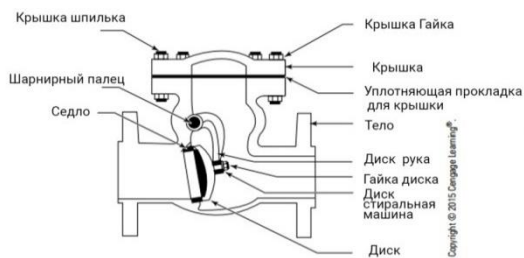 Крышка шпилька
Крышка Гайка
Крышка
Шарнирный палец
Уплотняющая прокладка
для крышки
Седло
Тело
Диск рука
Гайка диска
Диск
стиральная
машина
Диск
Copyright © 2015 Cengage Learning®.